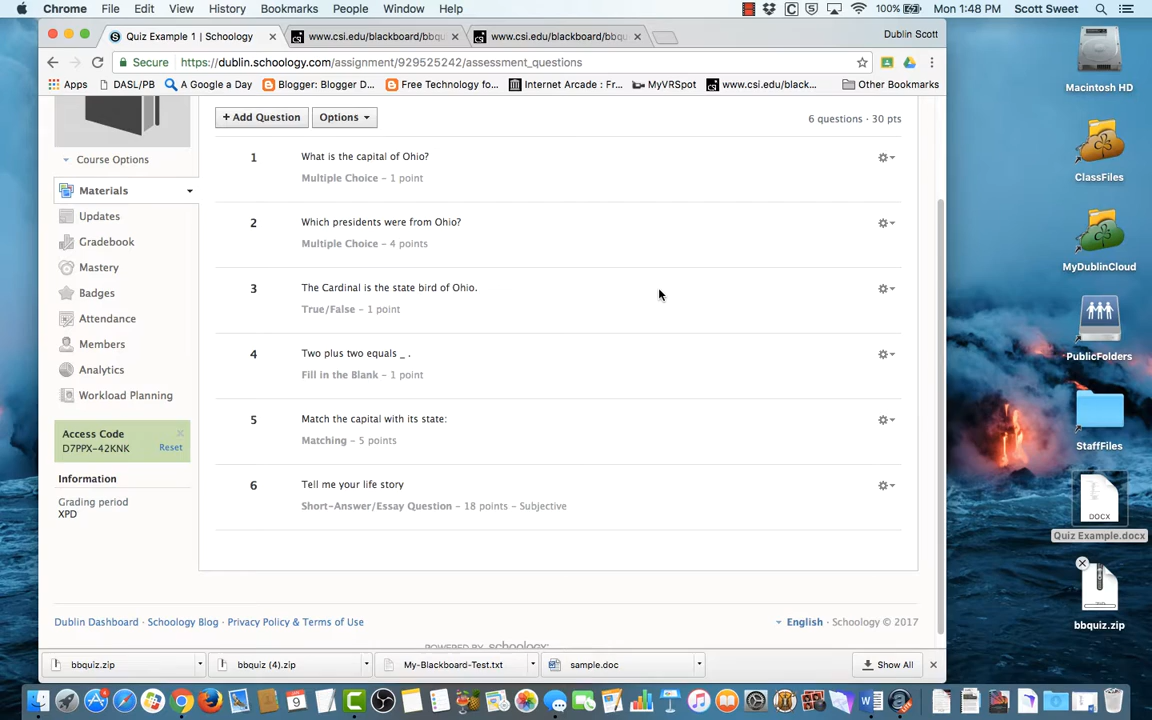 Chrome File Edit View History Bookmarks People Window Help 100% Mon 1:48 PM Scott Sweet
Quiz Example 1 | Schoology www.csi.edu/blackboard/bbqu www.csi.edu/blackboard/bbqu Dublin Scott
Secure https://dublin.schoology.com/assignment/929525242/assessment_questions
Apps DASL/PB A Google a Day Blogger: Blogger D... Free Technology fo... Internet Arcade : Fr... MyVRSpot www.csi.edu/black... Other Bookmarks
+ Add Question Options 6 questions · 30 pts
Course Options
Materials
Updates
Gradebook
Mastery
Badges
Attendance
Members
Analytics
Workload Planning
Access Code
D7PPX-42KNK Reset
Information
Grading period
XPD
1 What is the capital of Ohio?
Multiple Choice – 1 point
2 Which presidents were from Ohio?
Multiple Choice – 4 points
3 The Cardinal is the state bird of Ohio.
True/False – 1 point
4 Two plus two equals _ .
Fill in the Blank – 1 point
5 Match the capital with its state:
Matching – 5 points
6 Tell me your life story
Short-Answer/Essay Question – 18 points – Subjective
Dublin Dashboard · Schoology Blog · Privacy Policy & Terms of Use English · Schoology © 2017
POWERED BY schoology
bbquiz.zip bbquiz (4).zip My-Blackboard-Test.txt sample.doc Show All
Macintosh HD
ClassFiles
MyDublinCloud
PublicFolders
StaffFiles
DOCX
Quiz Example.docx
bbquiz.zip